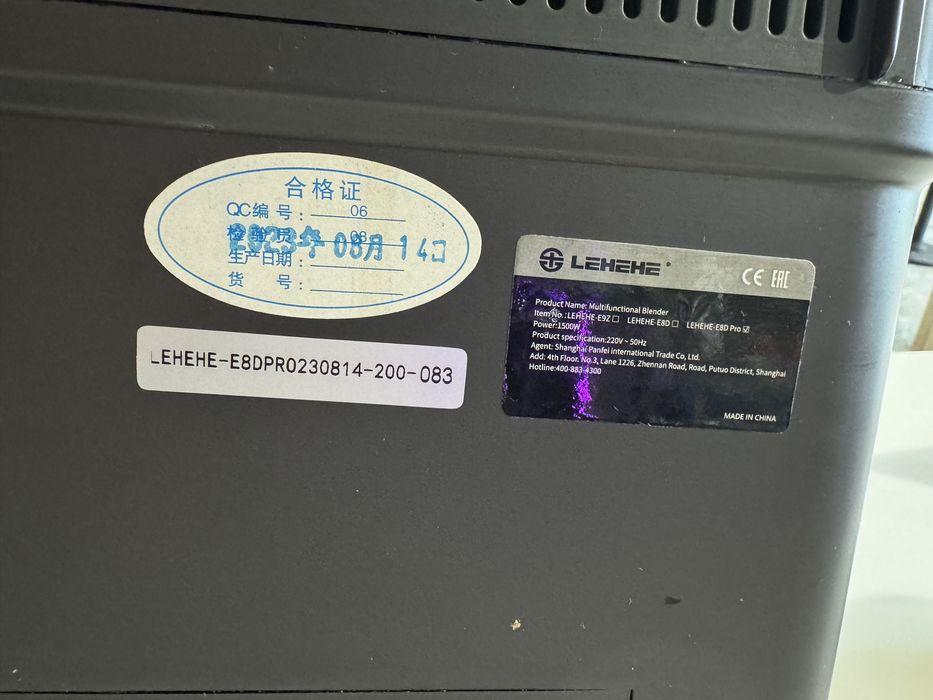 合格证
QC编号：06
检验员：08
2023年08月14日
生产日期：
货 号：
LEHEHE-E8DPRO230814-200-083
LEHEHE
CE EAC
Product Name: Multifunctional Blender
Item No.: LEHEHE-E9Z☐ LEHEHE-E8D☐ LEHEHE-E8D Pro☑
Power:1500W
Product specification:220V ~ 50Hz
Agent: Shanghai Panfei international Trade Co, Ltd.
Add: 4th Floor. No.3, Lane 1226, Zhennan Road, Road, Putuo District, Shanghai
Hotline:400-883-4300
MADE IN CHINA